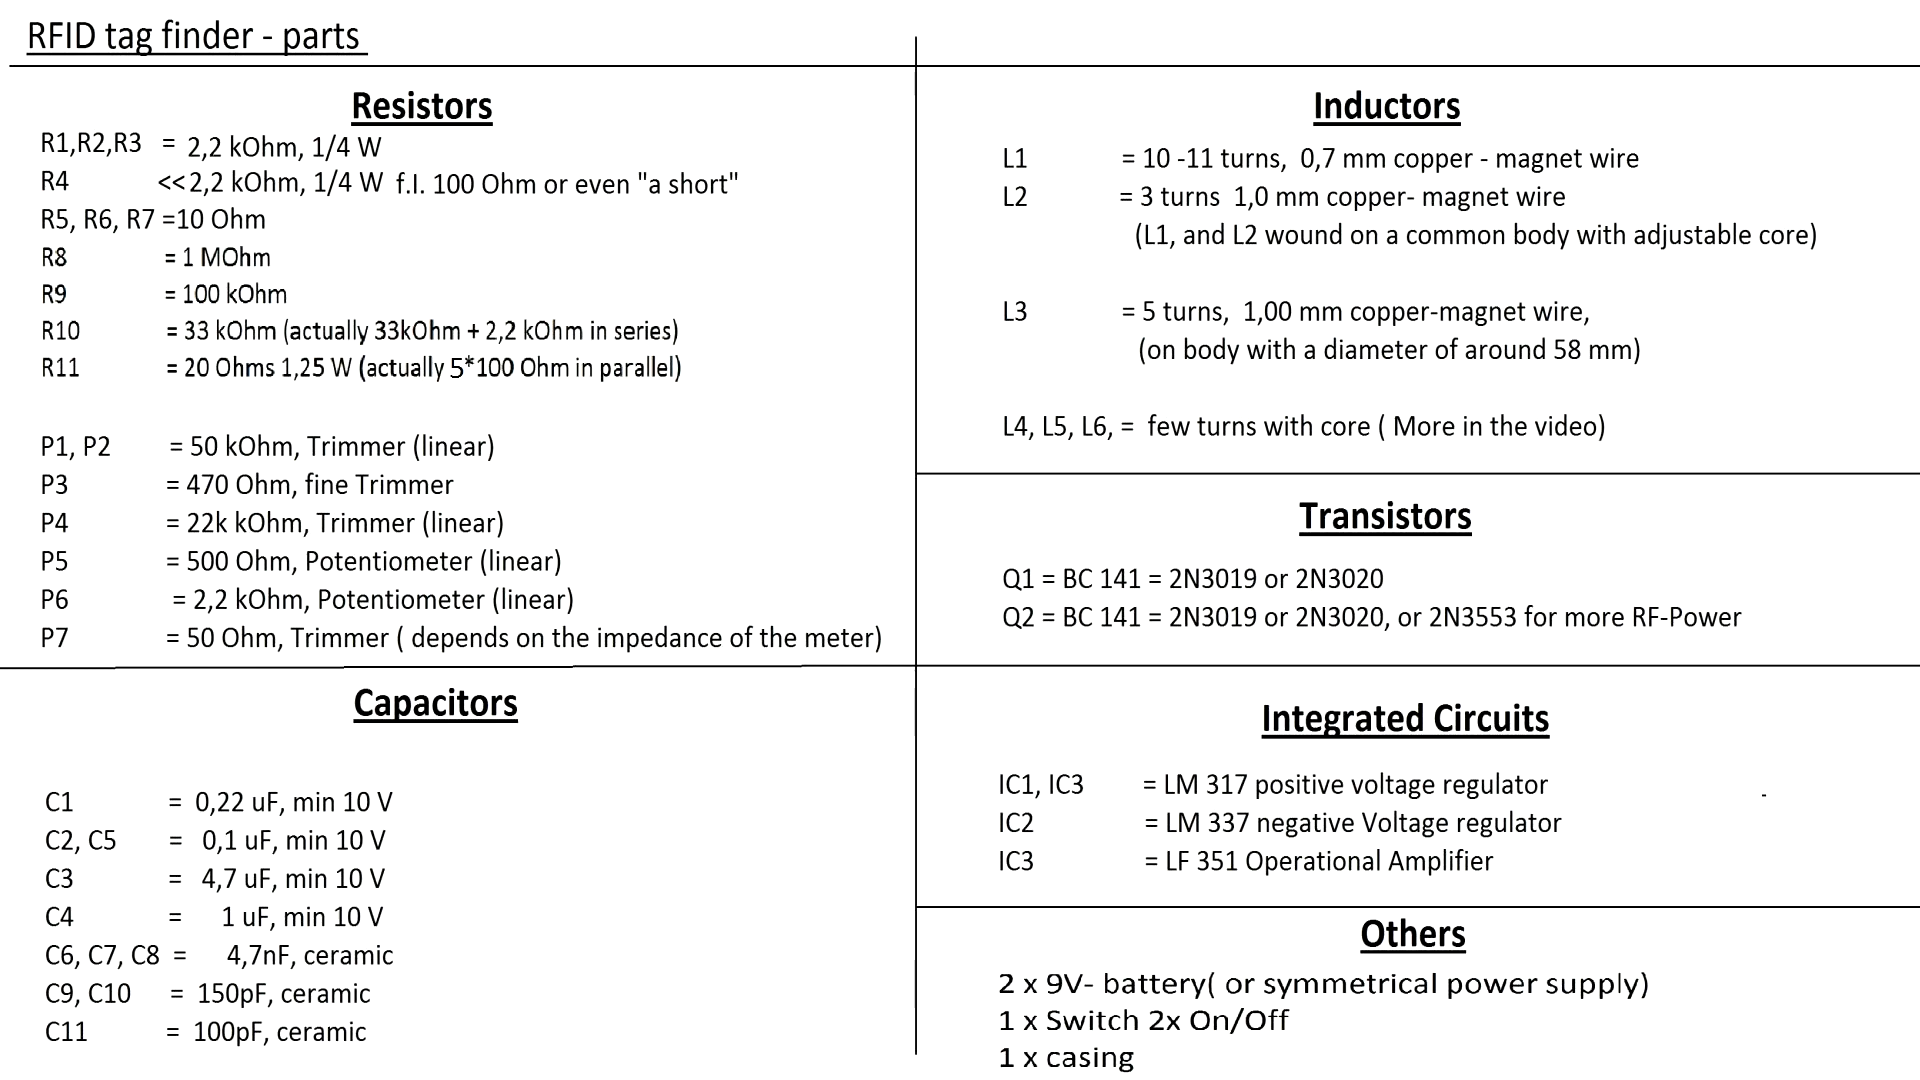 RFID tag finder - parts
Resistors
R1,R2,R3 = 2,2 kOhm, 1/4 W
R4 <<2,2 kOhm, 1/4 W f.I. 100 Ohm or even "a short"
R5, R6, R7 =10 Ohm
R8 = 1 MOhm
R9 = 100 kOhm
R10 = 33 kOhm (actually 33kOhm + 2,2 kOhm in series)
R11 = 20 Ohms 1,25 W (actually 5*100 Ohm in parallel)
P1, P2 = 50 kOhm, Trimmer (linear)
P3 = 470 Ohm, fine Trimmer
P4 = 22k kOhm, Trimmer (linear)
P5 = 500 Ohm, Potentiometer (linear)
P6 = 2,2 kOhm, Potentiometer (linear)
P7 = 50 Ohm, Trimmer ( depends on the impedance of the meter)
Capacitors
C1 = 0,22 uF, min 10 V
C2, C5 = 0,1 uF, min 10 V
C3 = 4,7 uF, min 10 V
C4 = 1 uF, min 10 V
C6, C7, C8 = 4,7nF, ceramic
C9, C10 = 150pF, ceramic
C11 = 100pF, ceramic
Inductors
L1 = 10 -11 turns, 0,7 mm copper - magnet wire
L2 = 3 turns 1,0 mm copper- magnet wire
(L1, and L2 wound on a common body with adjustable core)
L3 = 5 turns, 1,00 mm copper-magnet wire,
(on body with a diameter of around 58 mm)
L4, L5, L6, = few turns with core ( More in the video)
Transistors
Q1 = BC 141 = 2N3019 or 2N3020
Q2 = BC 141 = 2N3019 or 2N3020, or 2N3553 for more RF-Power
Integrated Circuits
IC1, IC3 = LM 317 positive voltage regulator
IC2 = LM 337 negative Voltage regulator
IC3 = LF 351 Operational Amplifier
Others
2 x 9V- battery( or symmetrical power supply)
1 x Switch 2x On/Off
1 x casing